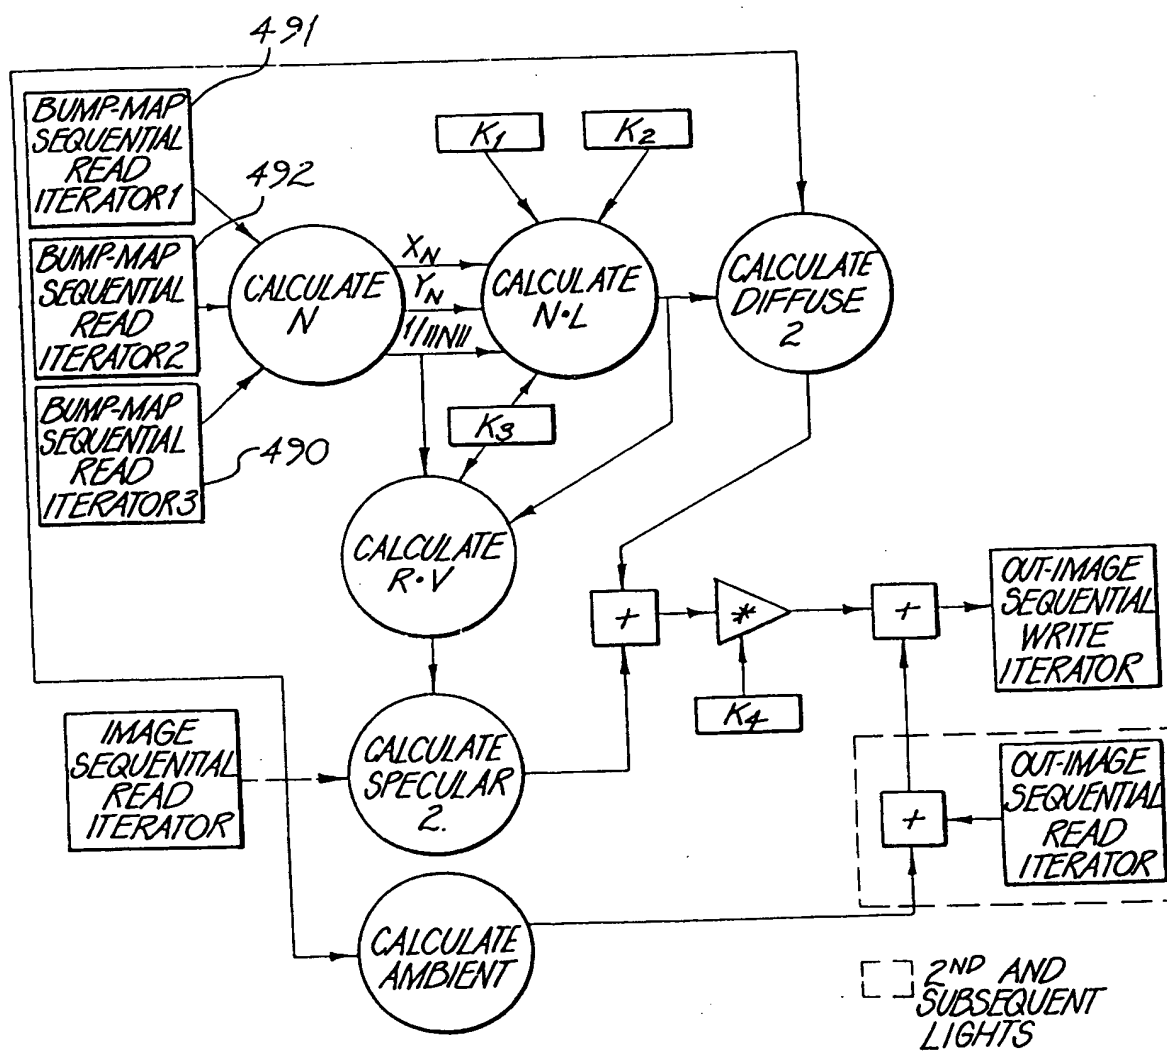 491
BUMP-MAP
SEQUENTIAL
READ
ITERATOR1
492
BUMP-MAP
SEQUENTIAL
READ
ITERATOR2
BUMP-MAP
SEQUENTIAL
READ
ITERATOR3
490
CALCULATE
N
X_N
Y_N
1/||N||
K1
K2
CALCULATE
N•L
K3
CALCULATE
DIFFUSE
2
CALCULATE
R•V
+
*
K4
+
OUT-IMAGE
SEQUENTIAL
WRITE
ITERATOR
IMAGE
SEQUENTIAL
READ
ITERATOR
CALCULATE
SPECULAR
2.
+
OUT-IMAGE
SEQUENTIAL
READ
ITERATOR
CALCULATE
AMBIENT
2ND AND
SUBSEQUENT
LIGHTS